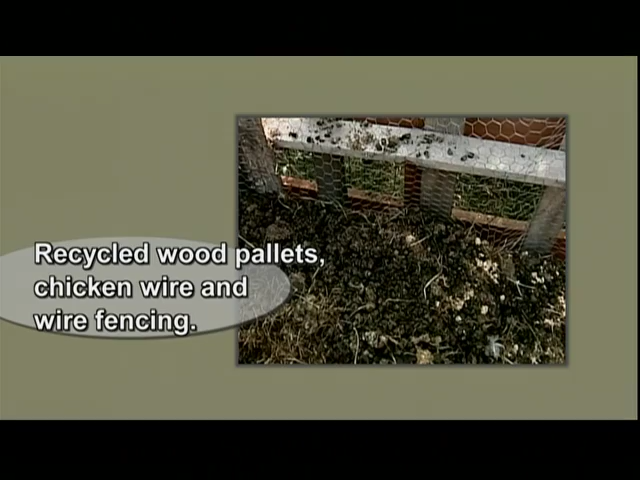 Recycled wood pallets,
chicken wire and
wire fencing.